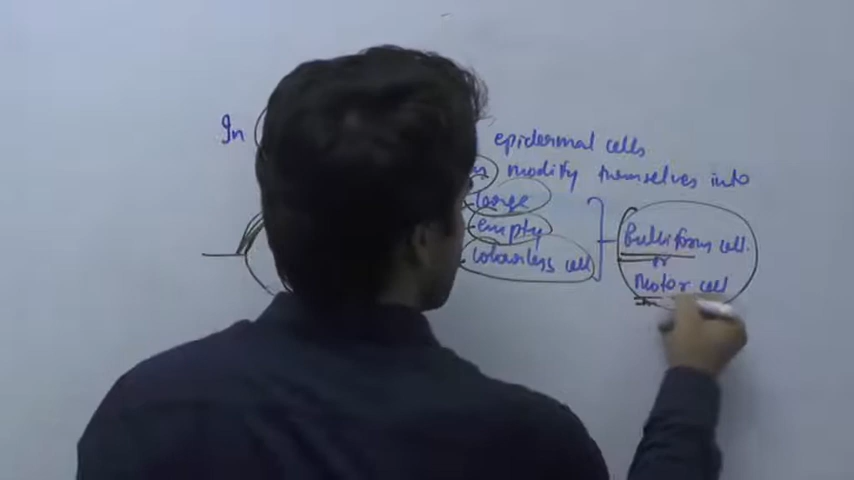 In
epidermal cells
modify themselves into
large
empty
colourless cell
Bulliform cell.
or
Motor cell